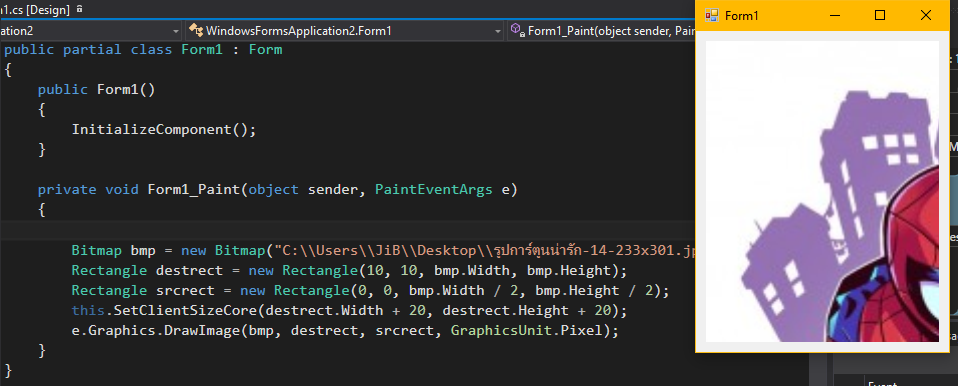 n1.cs [Design]
Form1
ation2
WindowsFormsApplication2.Form1
Form1_Paint(object sender, Pain
public partial class Form1 : Form
{
public Form1()
{
InitializeComponent();
}
private void Form1_Paint(object sender, PaintEventArgs e)
{
Bitmap bmp = new Bitmap("C:\\Users\\JiB\\Desktop\\รูปการ์ตูนน่ารัก-14-233x301.jp
Rectangle destrect = new Rectangle(10, 10, bmp.Width, bmp.Height);
Rectangle srcrect = new Rectangle(0, 0, bmp.Width / 2, bmp.Height / 2);
this.SetClientSizeCore(destrect.Width + 20, destrect.Height + 20);
e.Graphics.DrawImage(bmp, destrect, srcrect, GraphicsUnit.Pixel);
}
}
Event